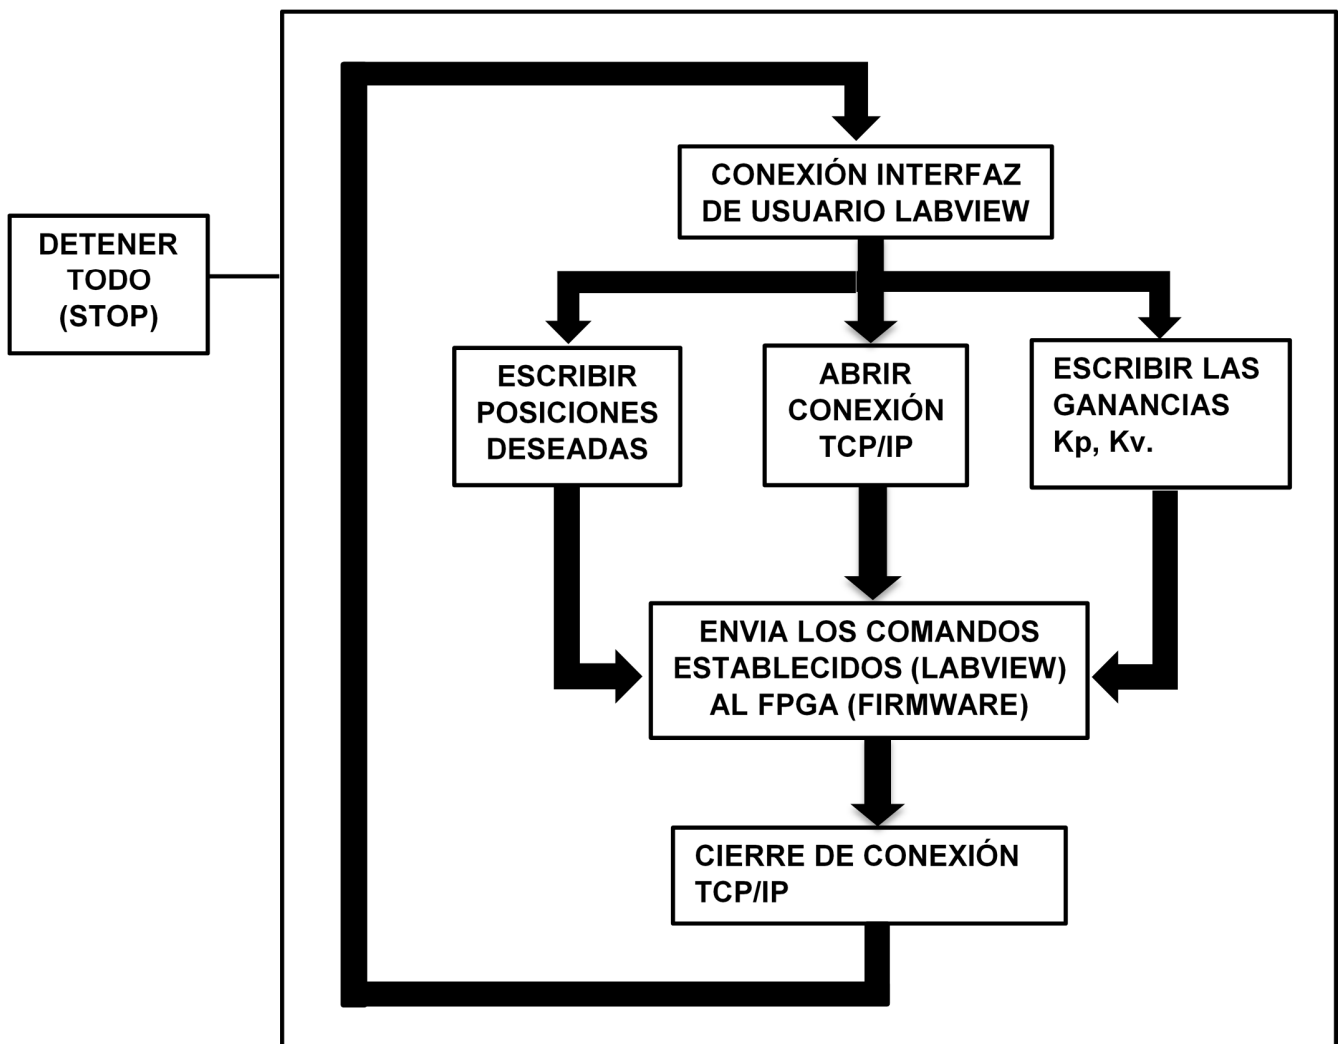 CONEXIÓN INTERFAZ
DE USUARIO LABVIEW
DETENER
TODO
(STOP)
ESCRIBIR
POSICIONES
DESEADAS
ABRIR
CONEXIÓN
TCP/IP
ESCRIBIR LAS
GANANCIAS
Kp, Kv.
ENVIA LOS COMANDOS
ESTABLECIDOS (LABVIEW)
AL FPGA (FIRMWARE)
CIERRE DE CONEXIÓN
TCP/IP